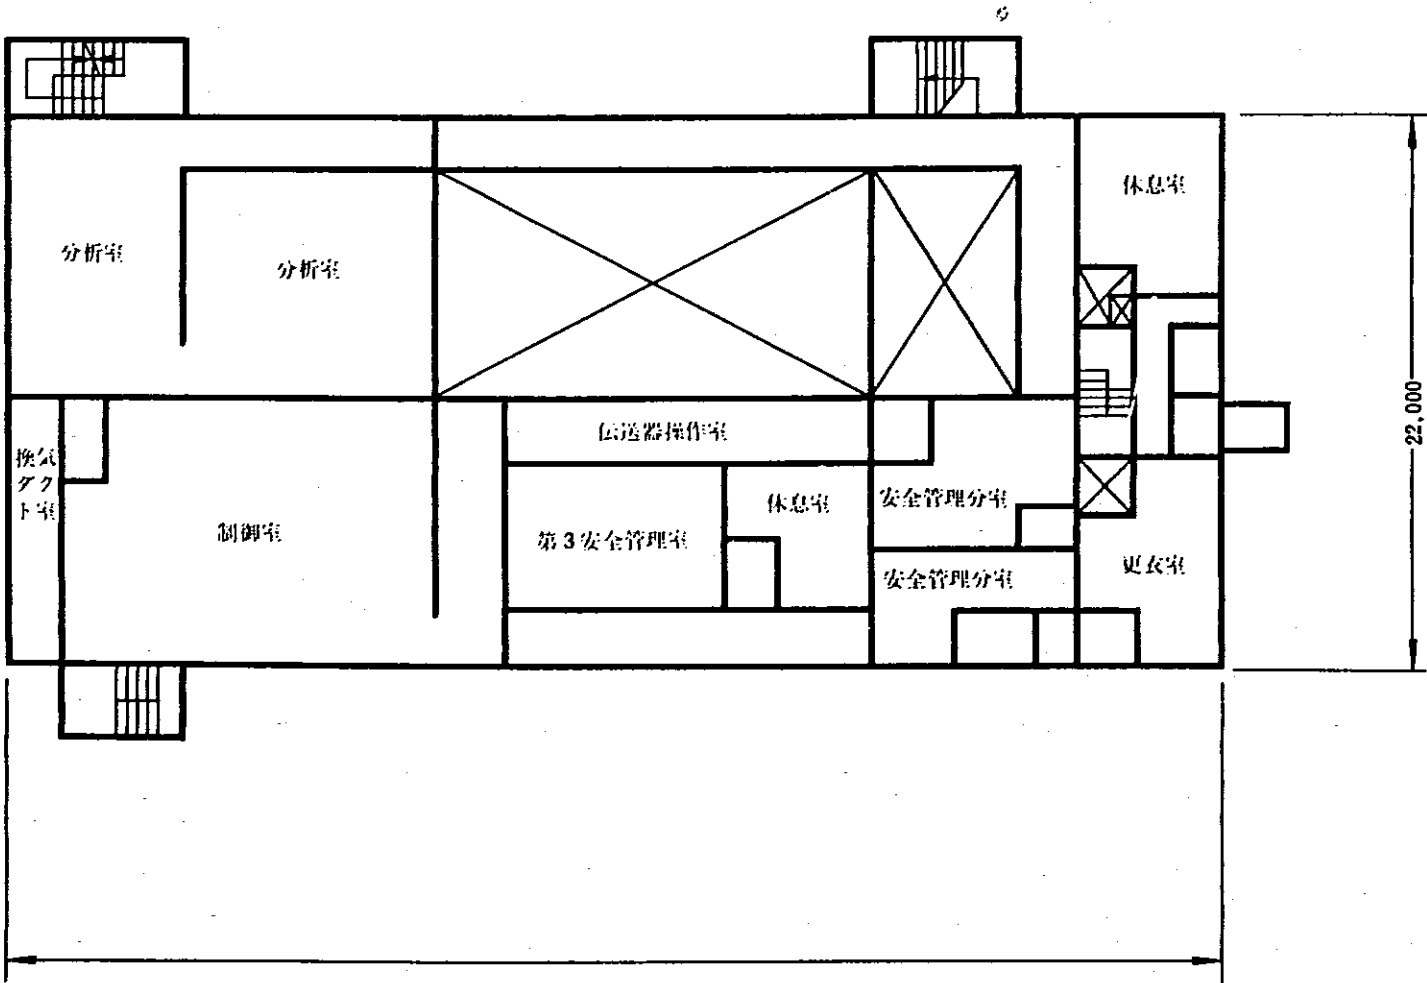 休息室
分析室
分析室
22,000
伝送器操作室
換気
ダク
ト室
制御室
第3安全管理室
休息室
安全管理分室
安全管理分室
更衣室